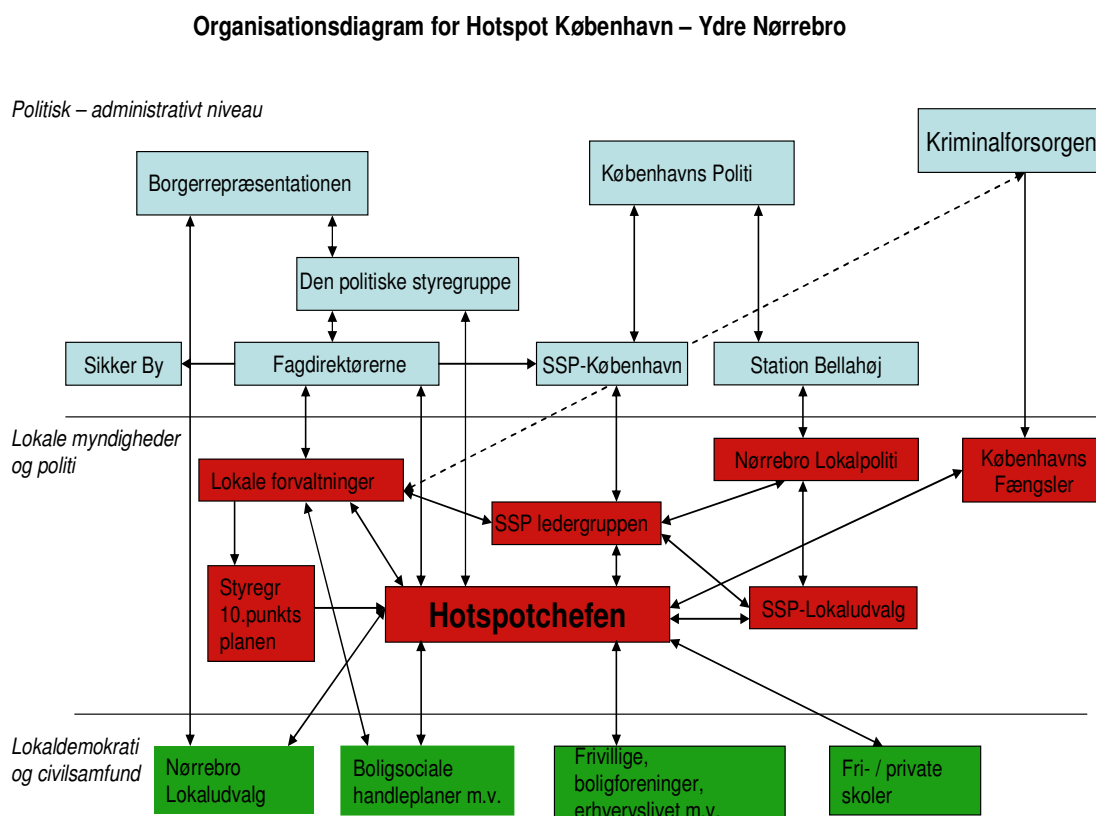 Organisationsdiagram for Hotspot København – Ydre Nørrebro
Politisk – administrativt niveau
Kriminalforsorgen
Borgerrepræsentationen
Københavns Politi
Den politiske styregruppe
Sikker By
Fagdirektørerne
SSP-København
Station Bellahøj
Lokale myndigheder
og politi
Lokale forvaltninger
Nørrebro Lokalpoliti
Københavns
Fængsler
SSP ledergruppen
Styregr
10.punkts
planen
Hotspotchefen
SSP-Lokaludvalg
Lokaldemokrati
og civilsamfund
Nørrebro
Lokaludvalg
Boligsociale
handleplaner m.v.
Frivillige,
boligforeninger,
erhvervslivet m.v.
Fri- / private
skoler